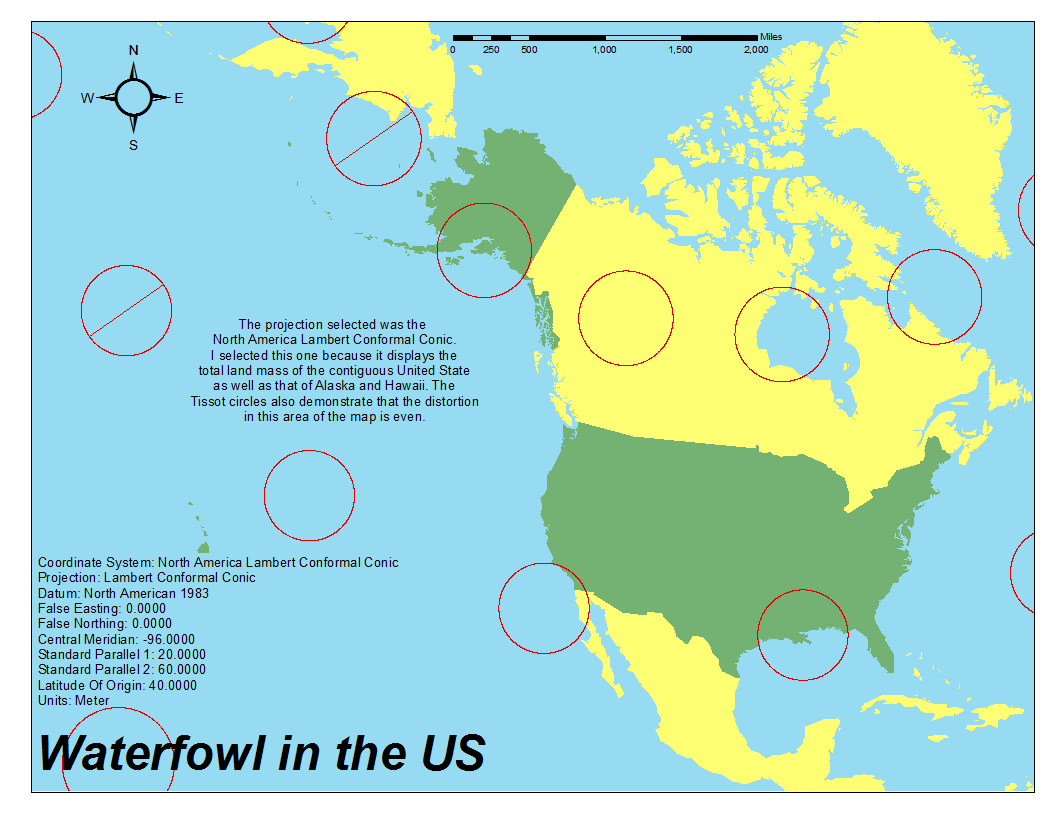 Miles
0 250 500 1,000 1,500 2,000
N
W E
S
The projection selected was the
North America Lambert Conformal Conic.
I selected this one because it displays the
total land mass of the contiguous United State
as well as that of Alaska and Hawaii. The
Tissot circles also demonstrate that the distortion
in this area of the map is even.
Coordinate System: North America Lambert Conformal Conic
Projection: Lambert Conformal Conic
Datum: North American 1983
False Easting: 0.0000
False Northing: 0.0000
Central Meridian: -96.0000
Standard Parallel 1: 20.0000
Standard Parallel 2: 60.0000
Latitude Of Origin: 40.0000
Units: Meter
Waterfowl in the US